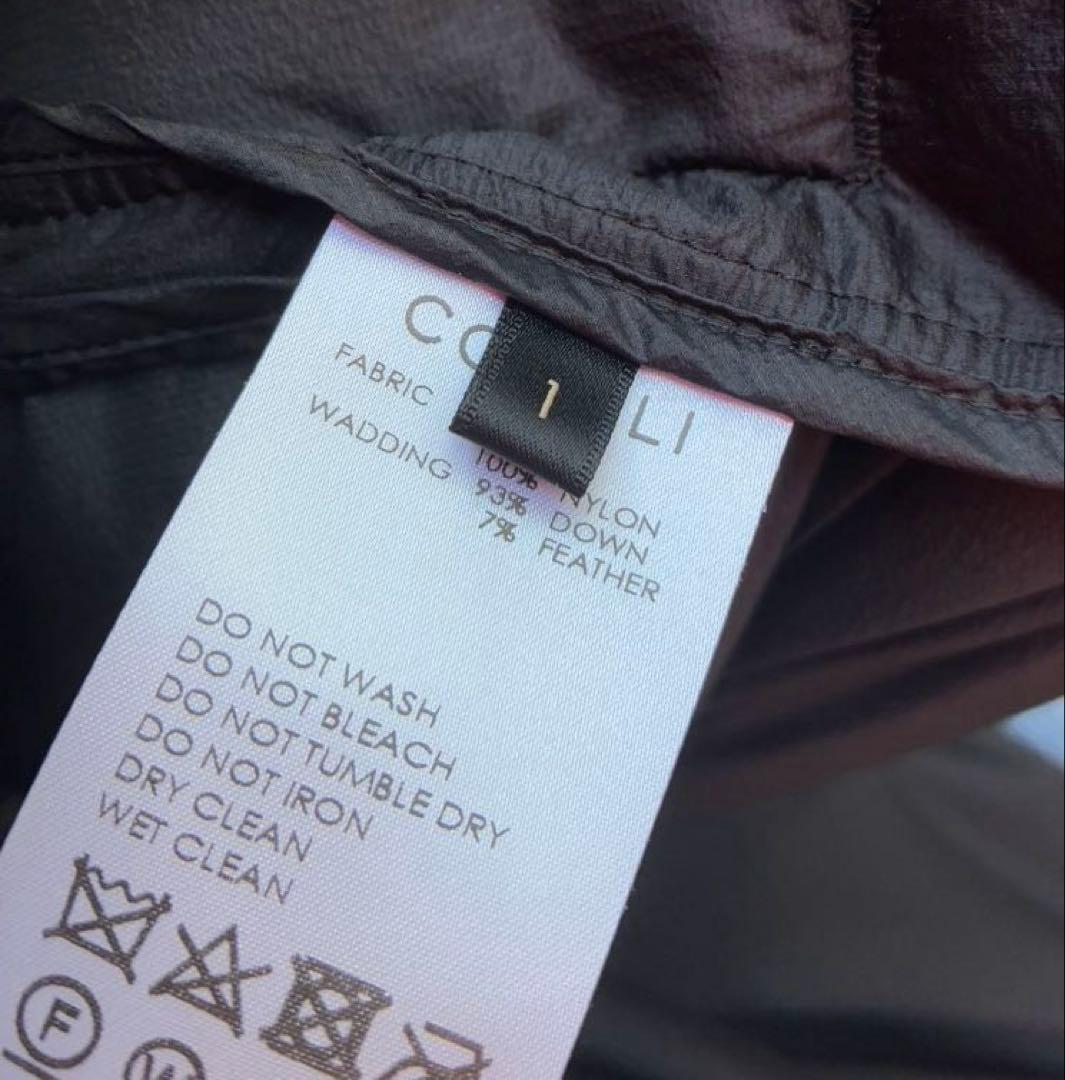 1
FABRIC 100% NYLON
WADDING 93% DOWN
7% FEATHER
DO NOT WASH
DO NOT BLEACH
DO NOT TUMBLE DRY
DO NOT IRON
DRY CLEAN
WET CLEAN
F
W